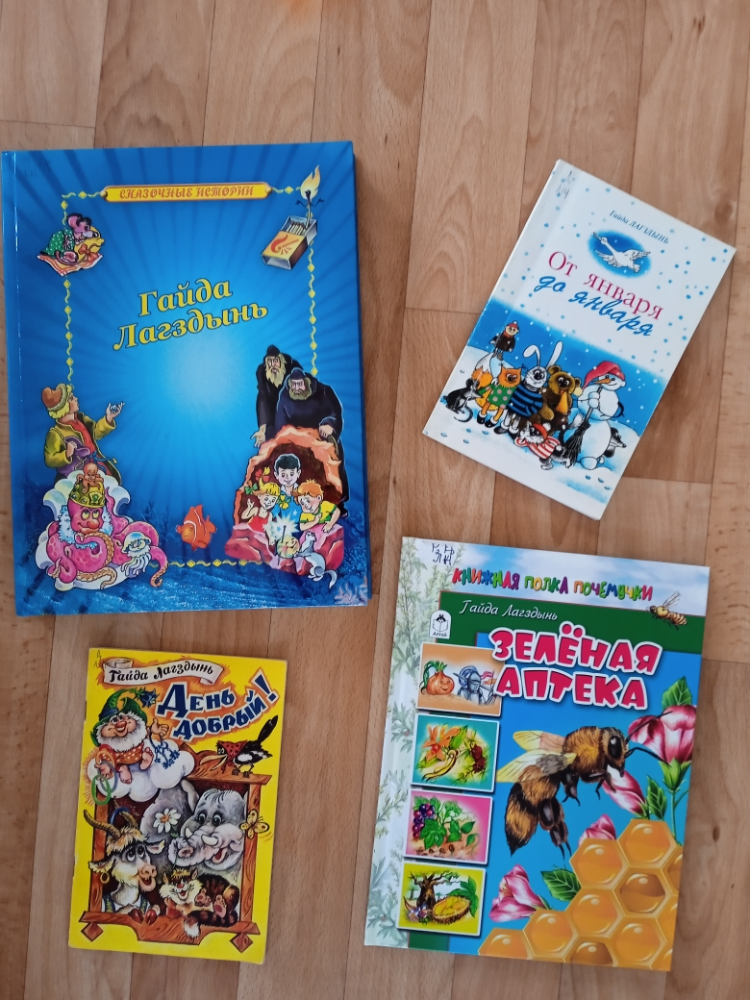 СКАЗОЧНЫЕ ИСТОРИИ
Гайда
Лагздынь
Гайда ЛАГЗДЫНЬ
От января
до января
Гайда Лагздынь
ДЕНЬ
ДОБРЫЙ!
КНИЖНАЯ ПОЛКА ПОЧЕМУЧКИ
Гайда Лагздынь
АЛТЕЙ
ЗЕЛЁНАЯ
АПТЕКА